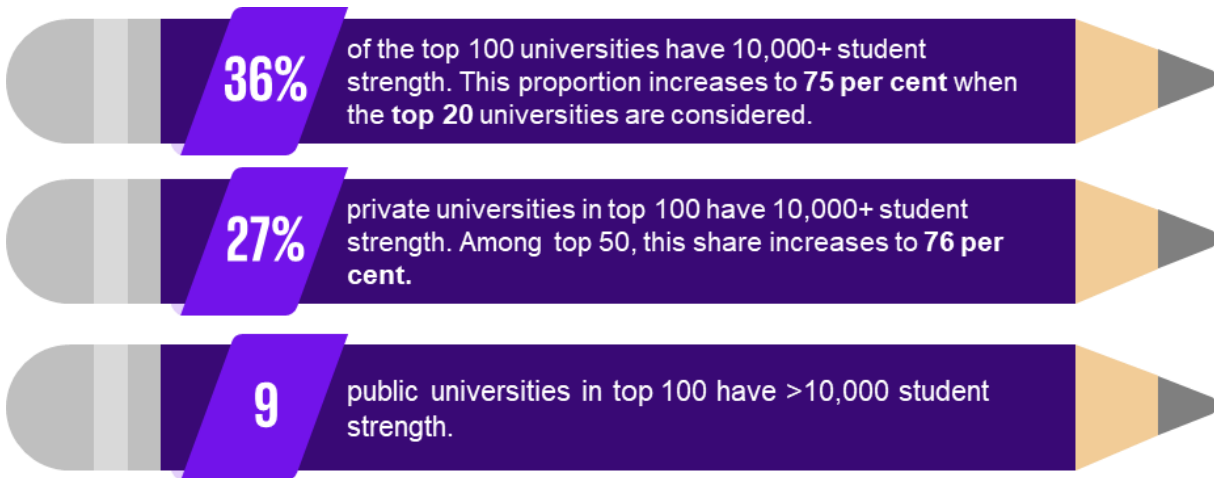 36%
of the top 100 universities have 10,000+ student
strength. This proportion increases to 75 per cent when
the top 20 universities are considered.
27%
private universities in top 100 have 10,000+ student
strength. Among top 50, this share increases to 76 per
cent.
9
public universities in top 100 have >10,000 student
strength.